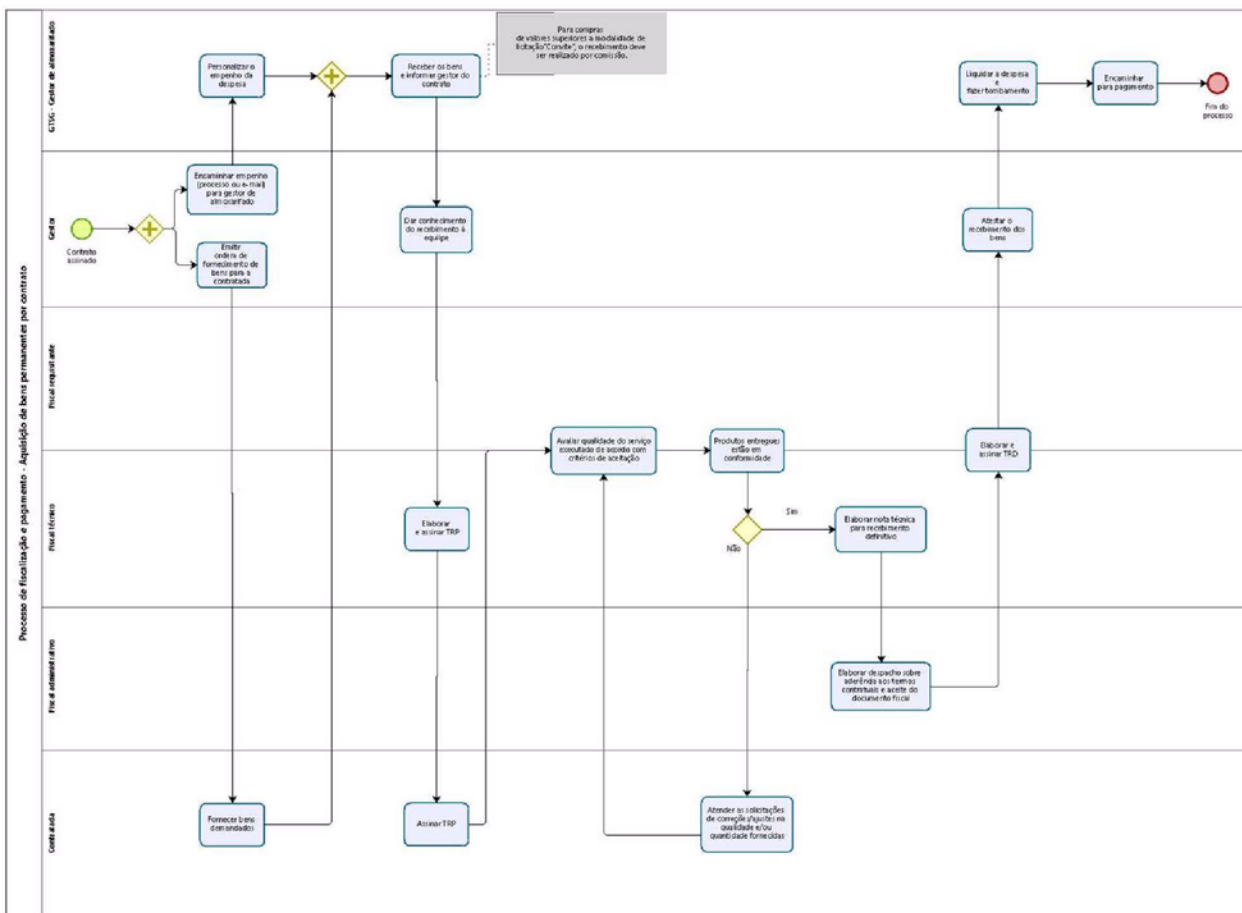 Processo de fiscalização e pagamento - Aquisição de bens permanentes por contrato
GTSG - Gestor de almoxarifado
Personalizar o
empenho da
despesa
Receber os bens
e informar gestor do
contrato
Para compras
de valores superiores a modalidade de
licitação"Convite", o recebimento deve
ser realizado por comissão.
Liquidar a despesa
e
fazer tombamento
Encaminhar
para pagamento
Fim do
processo
Gestor
Contrato
assinado
Encaminhar empenho
(processo ou e-mail)
para gestor de
almoxarifado
Emitir
ordem de
fornecimento de
bens para a
contratada
Dar conhecimento
do recebimento à
equipe
Atestar o
recebimento dos
bens
Fiscal requisitante
Avaliar qualidade do serviço
executado de acordo com
critérios de aceitação
Produtos entregues
estão em
conformidade
Elaborar e
assinar TRD
Fiscal técnico
Elaborar
e assinar TRP
Sim
Não
Elaborar nota técnica
para recebimento
definitivo
Fiscal administrativo
Elaborar despacho sobre
aderência aos termos
contratuais e aceite do
documento fiscal
Contratada
Fornecer bens
demandados
Assinar TRP
Atender as solicitações
de correções/ajustes na
qualidade e/ou
quantidade fornecidas